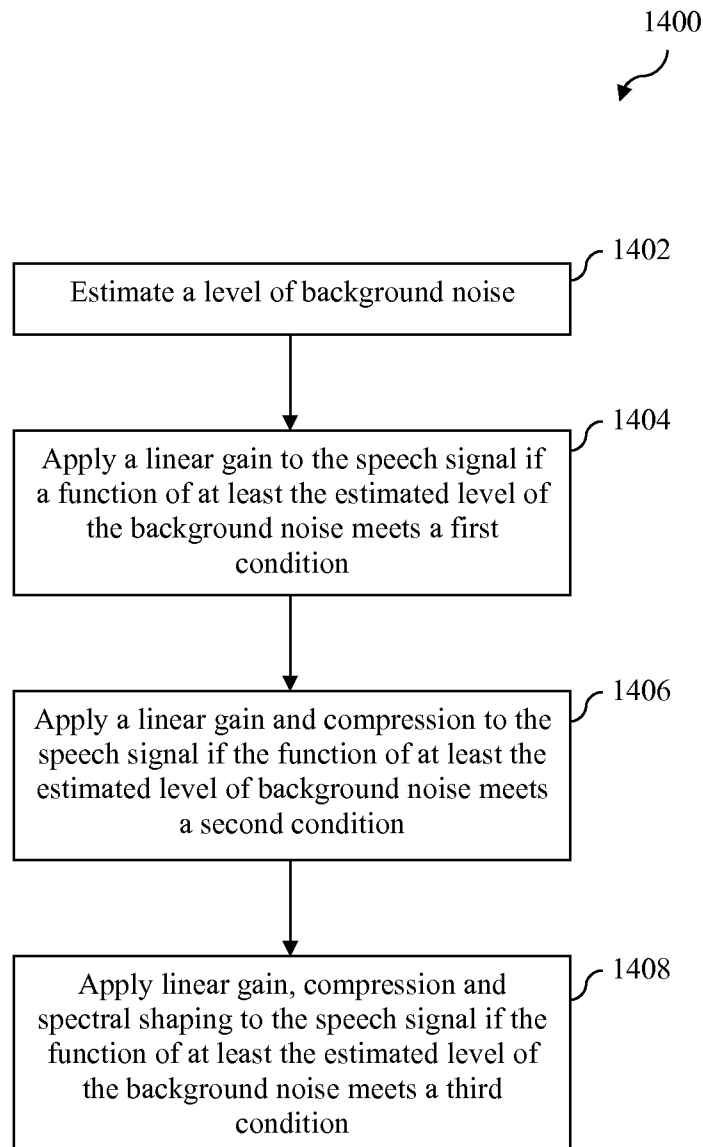 1400
1402
Estimate a level of background noise
1404
Apply a linear gain to the speech signal if
a function of at least the estimated level of
the background noise meets a first
condition
1406
Apply a linear gain and compression to the
speech signal if the function of at least the
estimated level of background noise meets
a second condition
1408
Apply linear gain, compression and
spectral shaping to the speech signal if the
function of at least the estimated level of
the background noise meets a third
condition